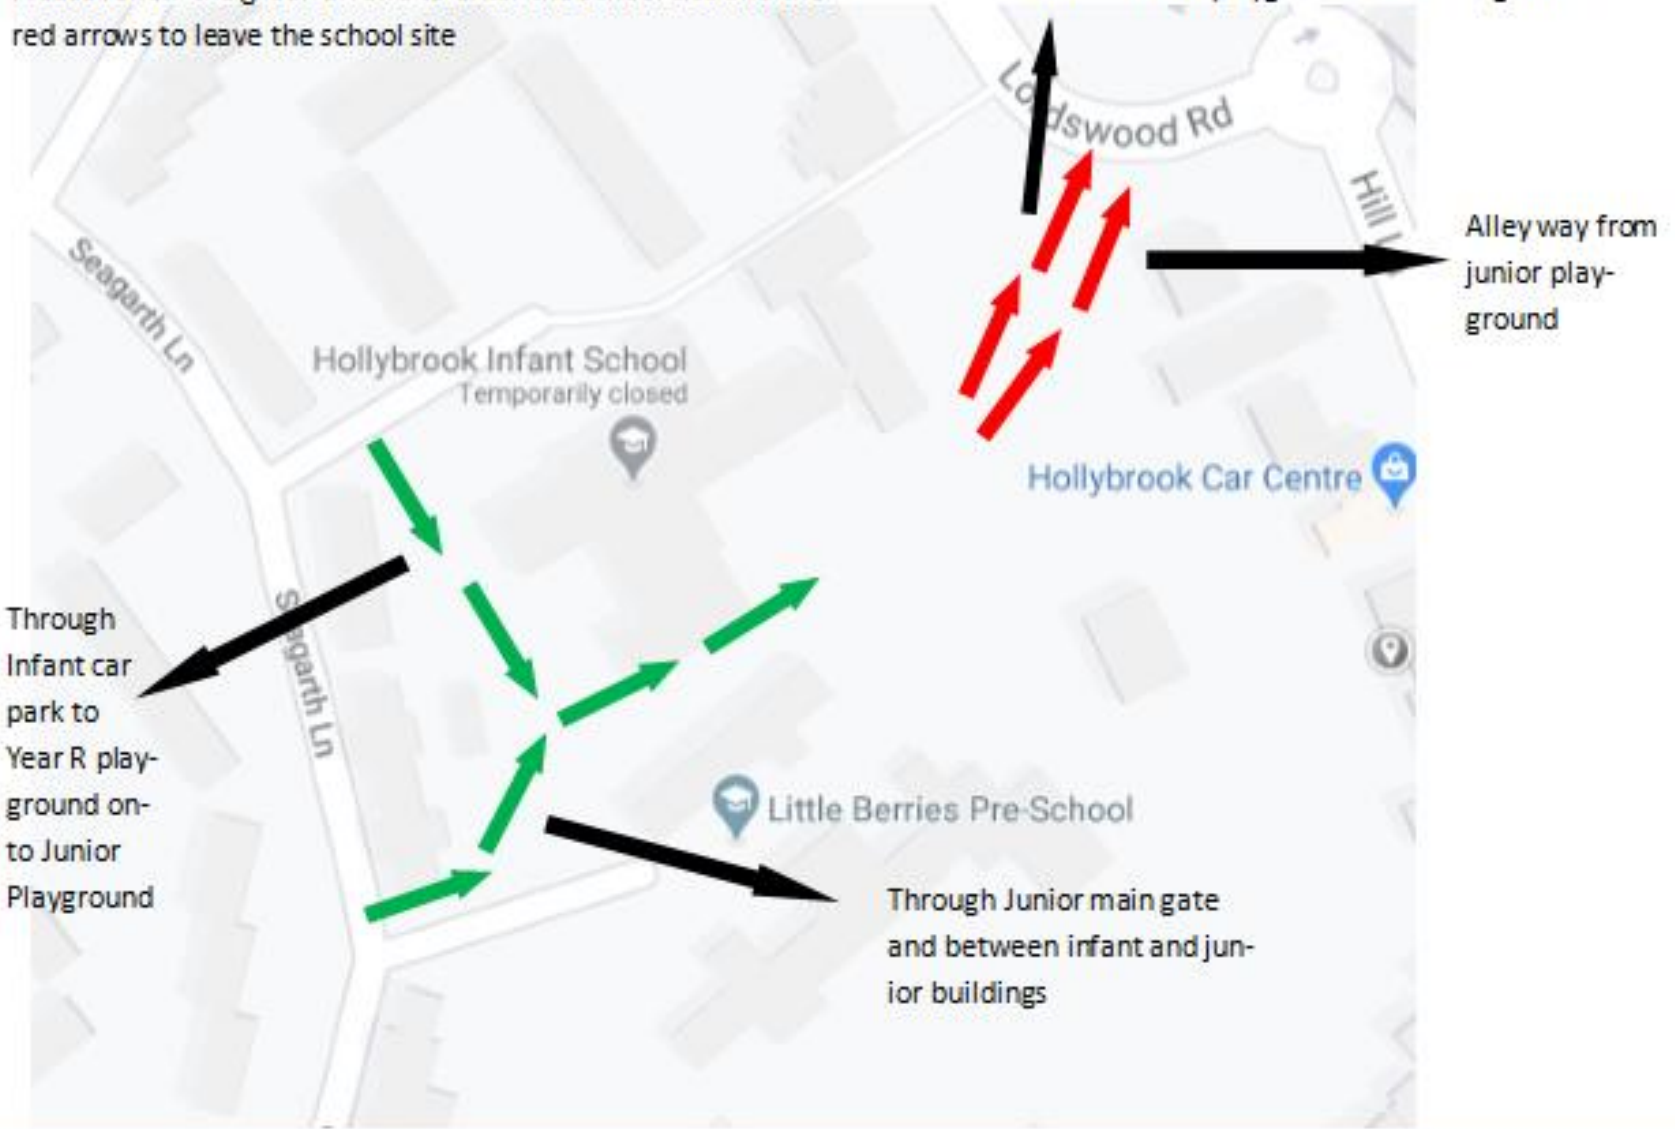 red arrows to leave the school site
Lordswood Rd
Hill L
Alley way from
junior play-
ground
Seagarth Ln
Hollybrook Infant School
Temporarily closed
Hollybrook Car Centre
Through
Infant car
park to
Year R play-
ground on-
to Junior
Playground
Seagarth Ln
Little Berries Pre-School
Through Junior main gate
and between infant and jun-
ior buildings